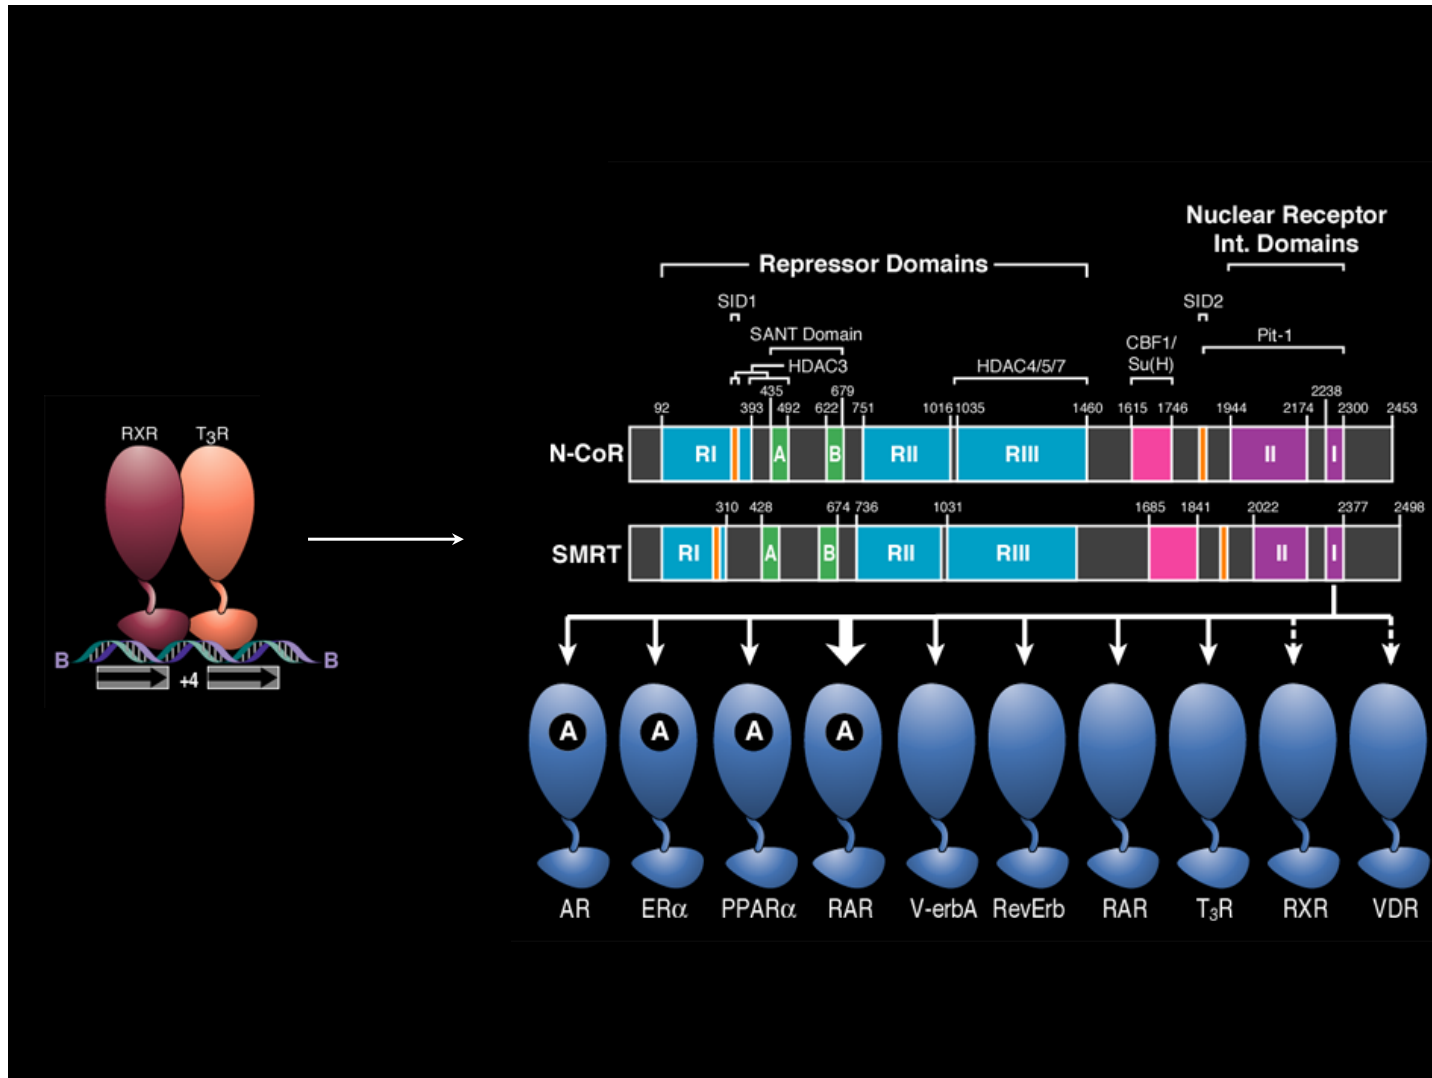 Nuclear Receptor
Int. Domains
Repressor Domains
SID1
SID2
SANT Domain
Pit-1
CBF1/
Su(H)
HDAC3
HDAC4/5/7
435
679
2238
92
393
492
622
751
1016
1035
1460
1615
1746
1944
2174
2300
2453
N-CoR
RI
A
B
RII
RIII
II
I
310
428
674
736
1031
1685
1841
2022
2377
2498
SMRT
RI
A
B
RII
RIII
II
I
RXR
T₃R
B
B
+4
A
A
A
A
AR
ERα
PPARα
RAR
V-erbA
RevErb
RAR
T₃R
RXR
VDR